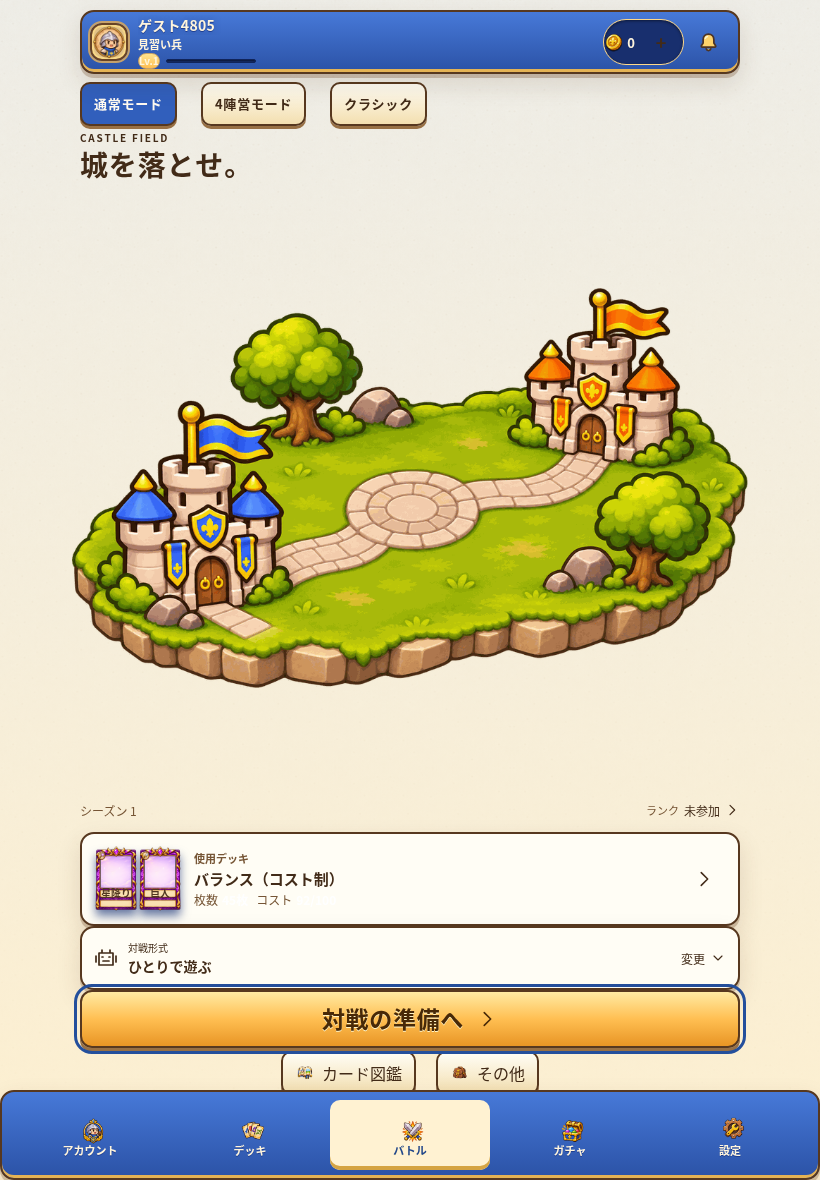 ゲスト4805
見習い兵
Lv.1
0
通常モード
4陣営モード
クラシック
CASTLE FIELD
城を落とせ。
シーズン 1
ランク 未参加
使用デッキ
バランス（コスト制）
枚数 コスト
星降り
巨人
対戦形式
ひとりで遊ぶ
変更
対戦の準備へ
カード図鑑
その他
アカウント
デッキ
バトル
ガチャ
設定